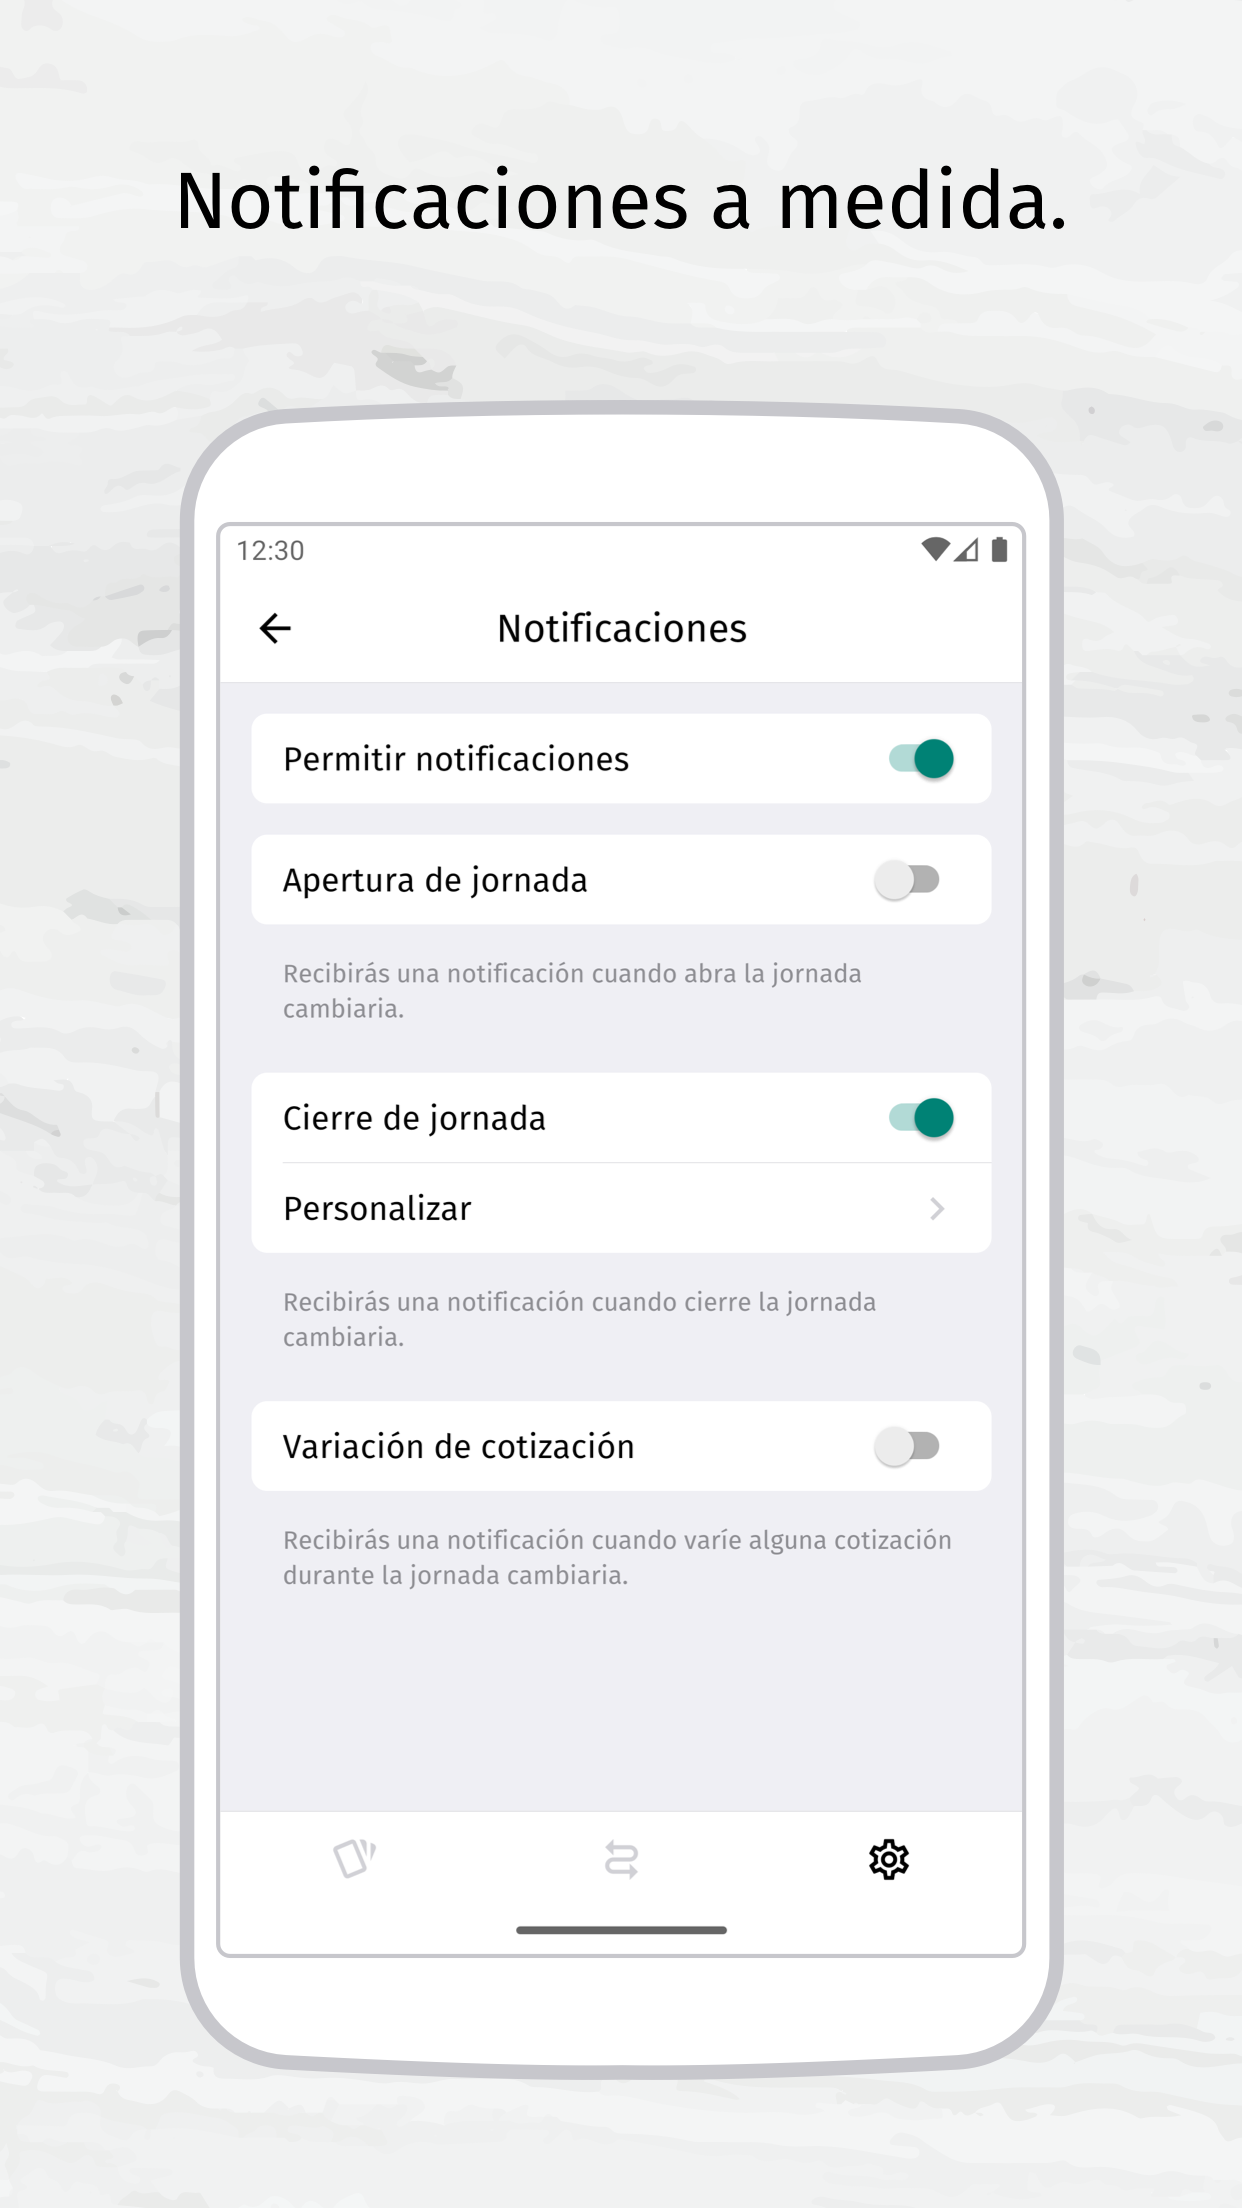 Notificaciones a medida.
12:30
Notificaciones
Permitir notificaciones
Apertura de jornada
Recibirás una notificación cuando abra la jornada
cambiaria.
Cierre de jornada
Personalizar
Recibirás una notificación cuando cierre la jornada
cambiaria.
Variación de cotización
Recibirás una notificación cuando varíe alguna cotización
durante la jornada cambiaria.